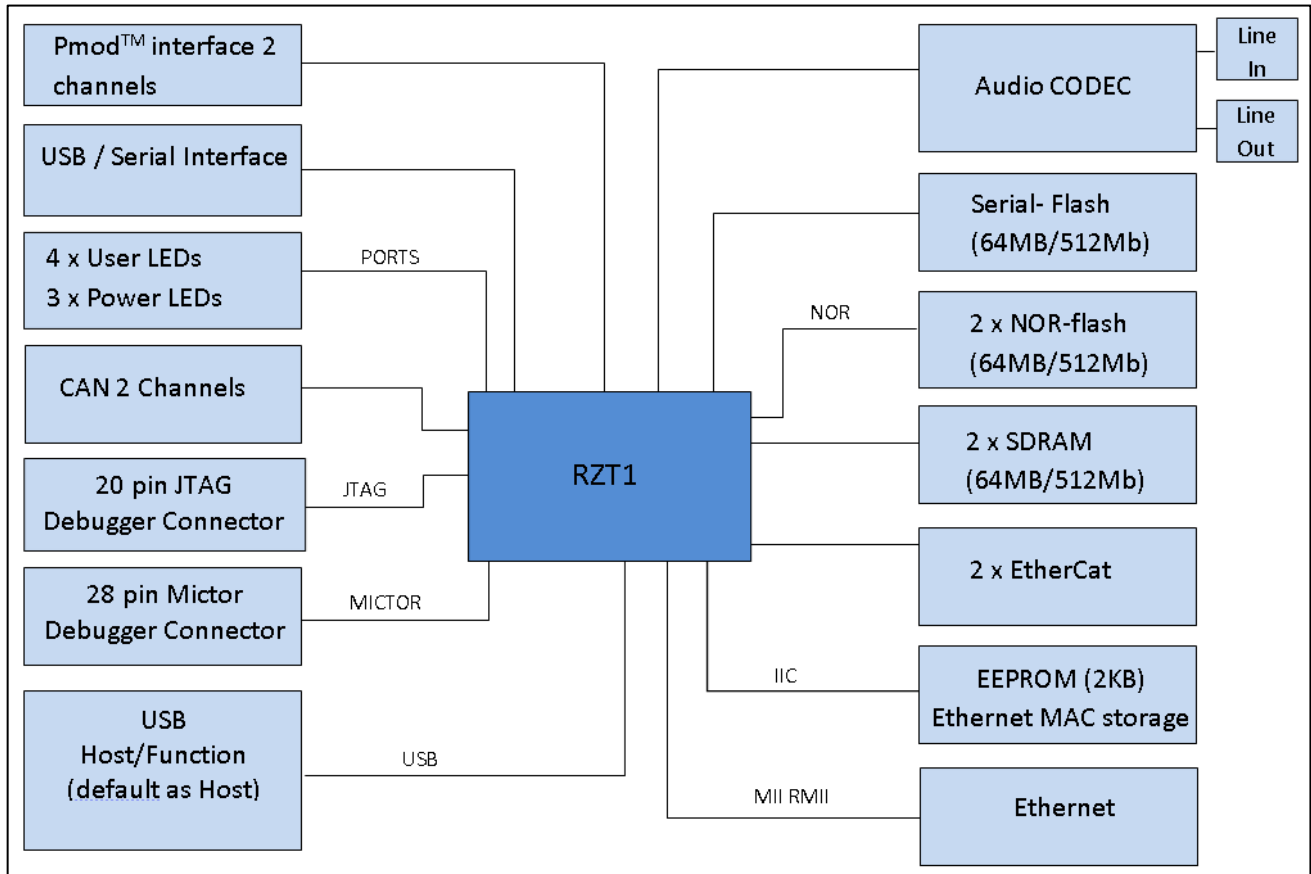 Pmod™ interface 2
channels
USB / Serial Interface
4 x User LEDs
3 x Power LEDs
PORTS
CAN 2 Channels
20 pin JTAG
Debugger Connector
JTAG
28 pin Mictor
Debugger Connector
MICTOR
USB
Host/Function
(default as Host)
USB
RZT1
Audio CODEC
Line
In
Line
Out
Serial- Flash
(64MB/512Mb)
NOR
2 x NOR-flash
(64MB/512Mb)
2 x SDRAM
(64MB/512Mb)
2 x EtherCat
IIC
EEPROM (2KB)
Ethernet MAC storage
MII RMII
Ethernet